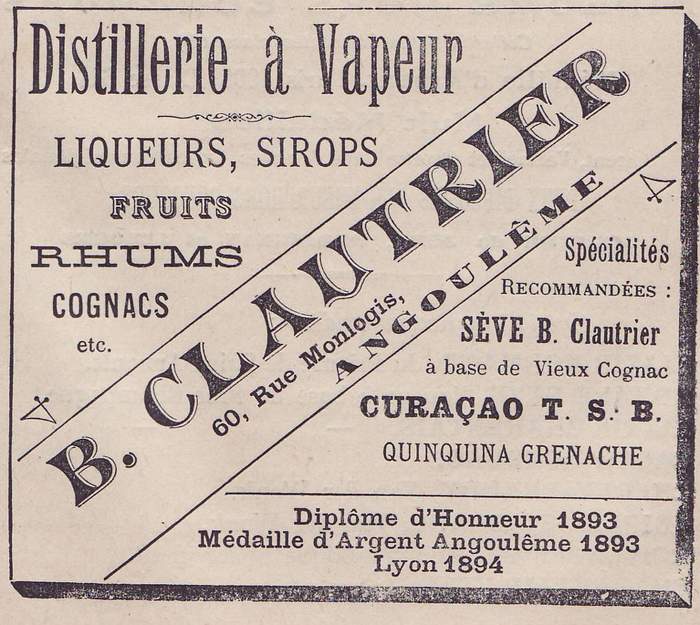 Distillerie à Vapeur
LIQUEURS, SIROPS
FRUITS
RHUMS
COGNACS
etc.
B. CLAUTRIER
60, Rue Monlogis,
ANGOULÊME
Spécialités
RECOMMANDÉES :
SÈVE B. Clautrier
à base de Vieux Cognac
CURAÇAO T. S. B.
QUINQUINA GRENACHE
Diplôme d'Honneur 1893
Médaille d'Argent Angoulême 1893
Lyon 1894